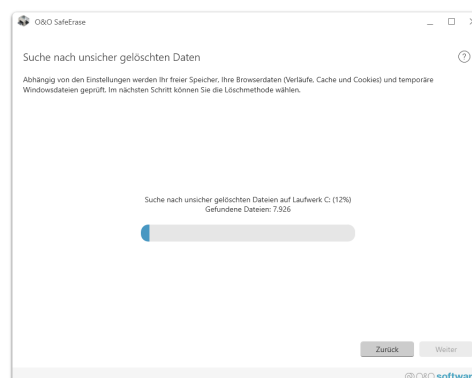 O&O SafeErase
Suche nach unsicher gelöschten Daten
?
Abhängig von den Einstellungen werden Ihr freier Speicher, Ihre Browserdaten (Verläufe, Cache und Cookies) und temporäre
Windowsdateien geprüft. Im nächsten Schritt können Sie die Löschmethode wählen.
Suche nach unsicher gelöschten Dateien auf Laufwerk C: (12%)
Gefundene Dateien: 7.926
Zurück Weiter
O&O softwar